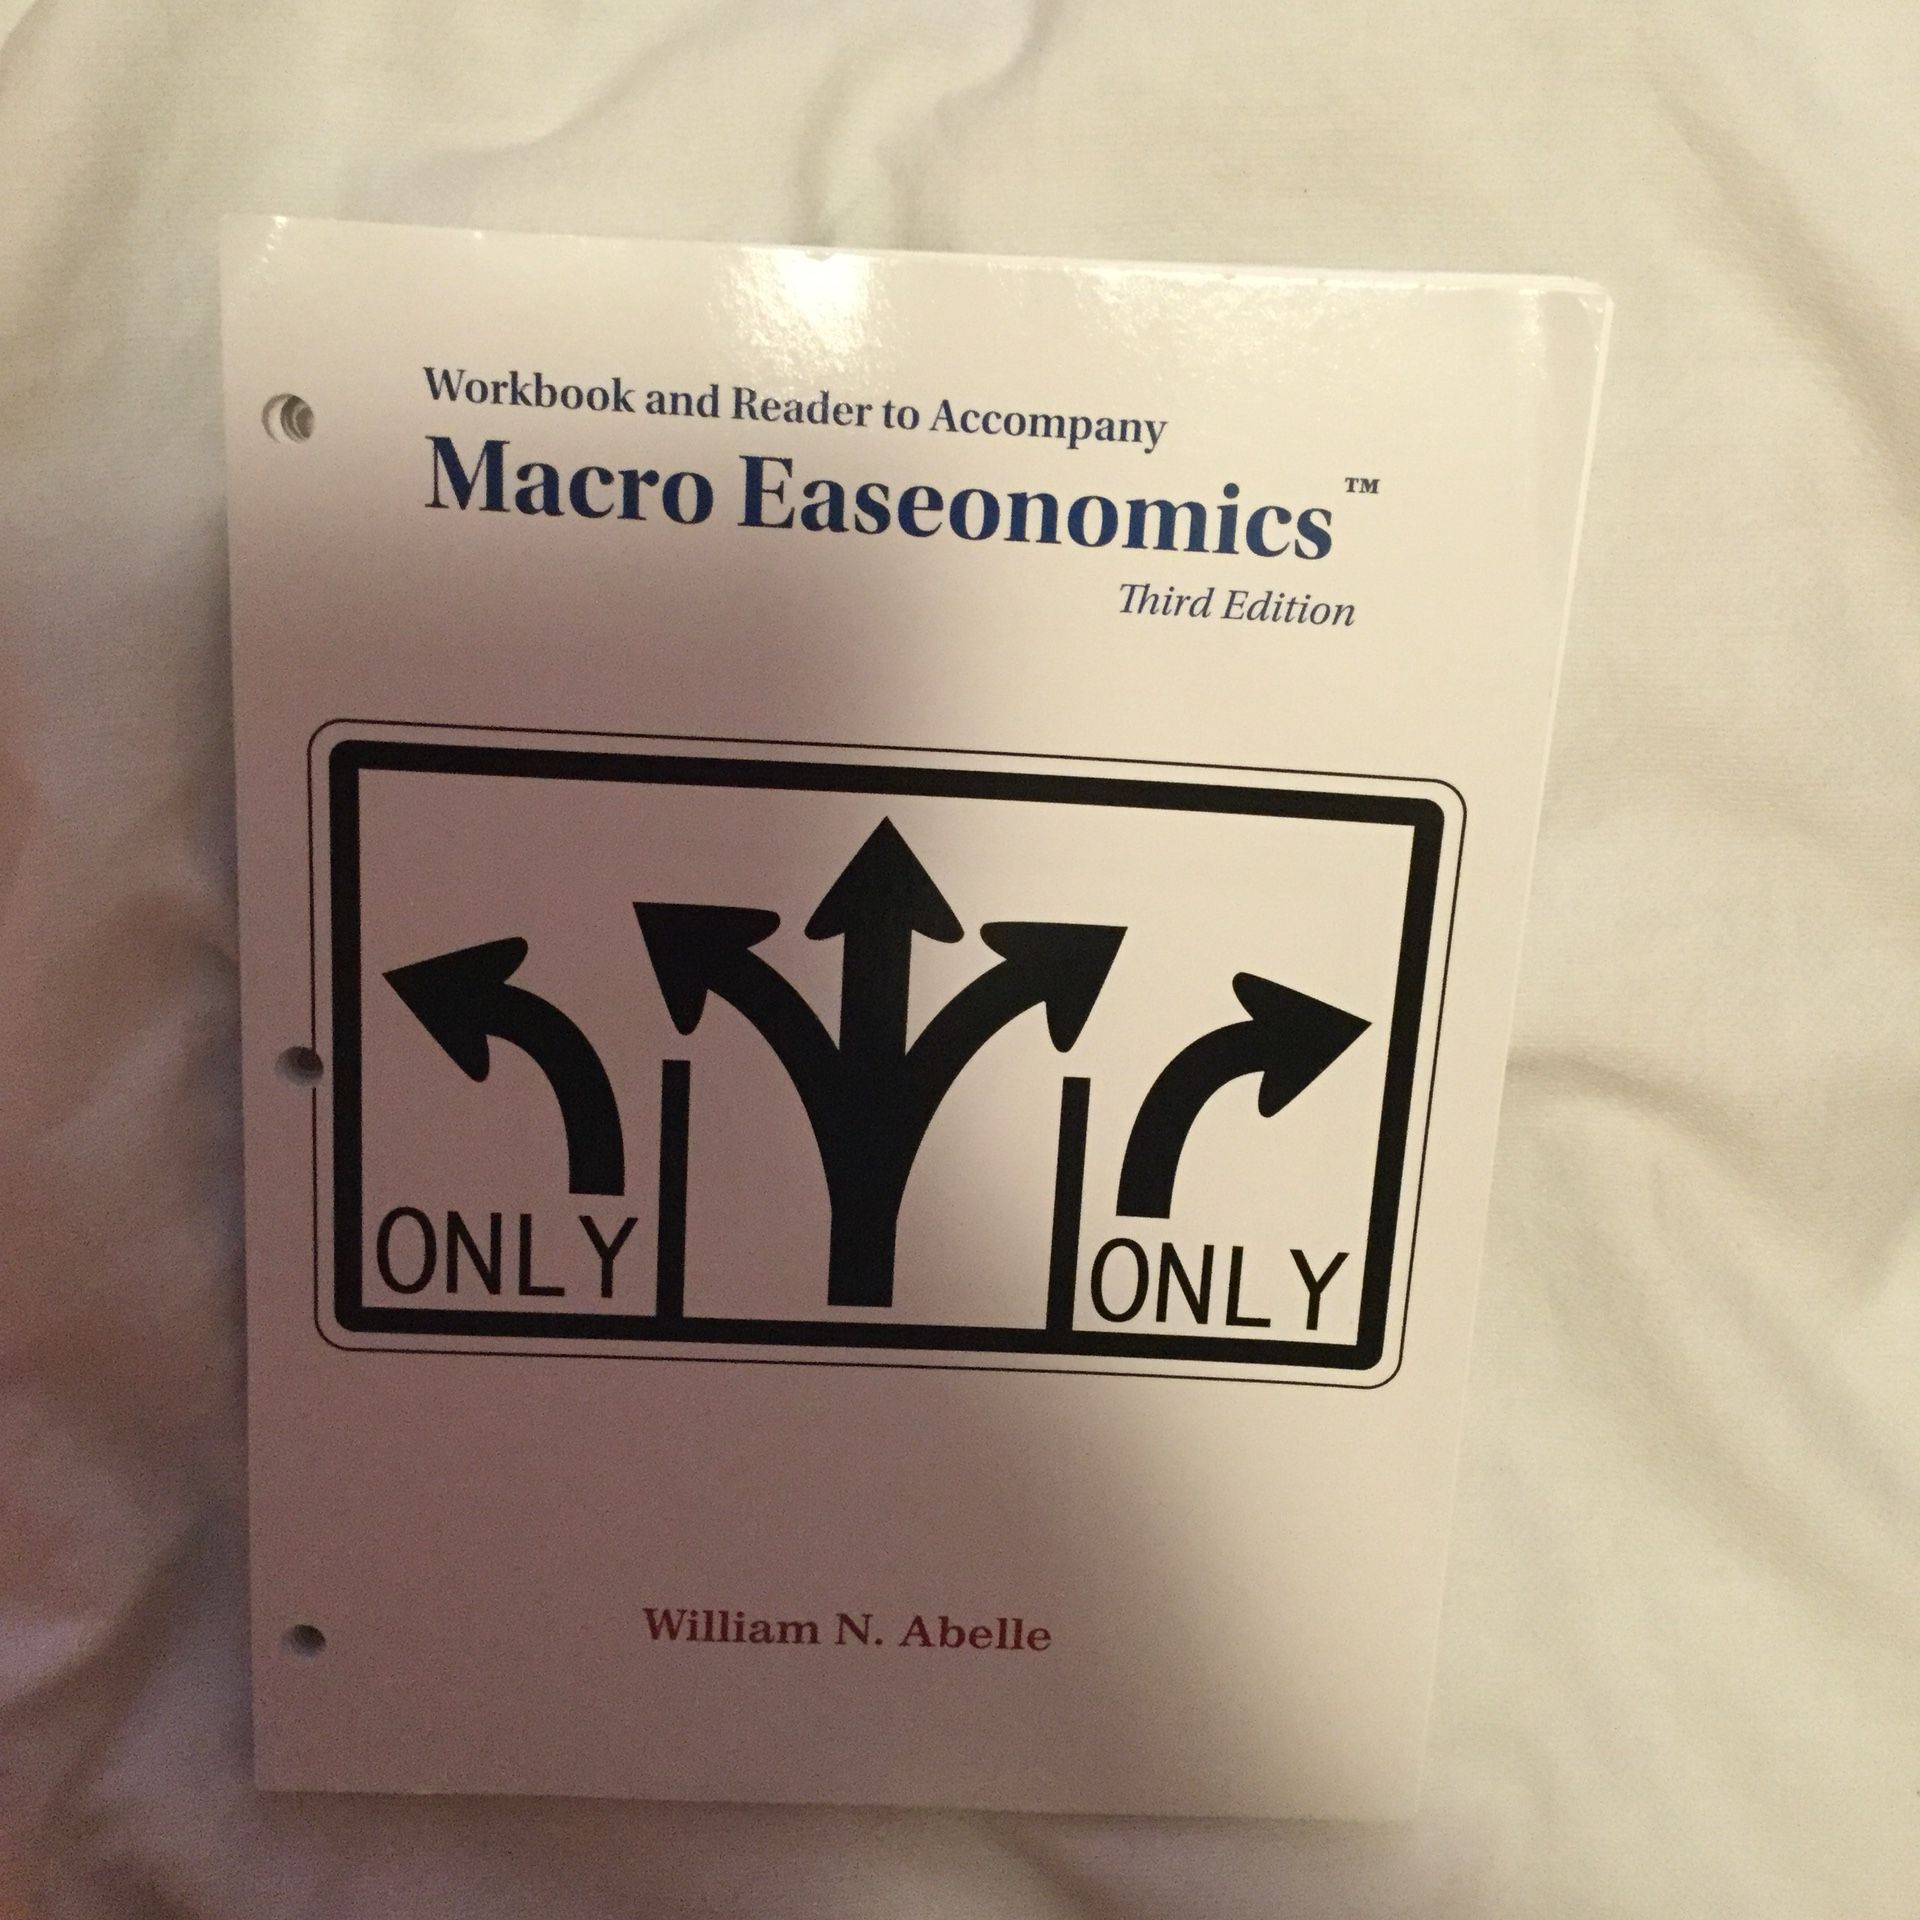 Workbook and Reader to Accompany
Macro Easeonomics™
Third Edition
ONLY
ONLY
William N. Abelle